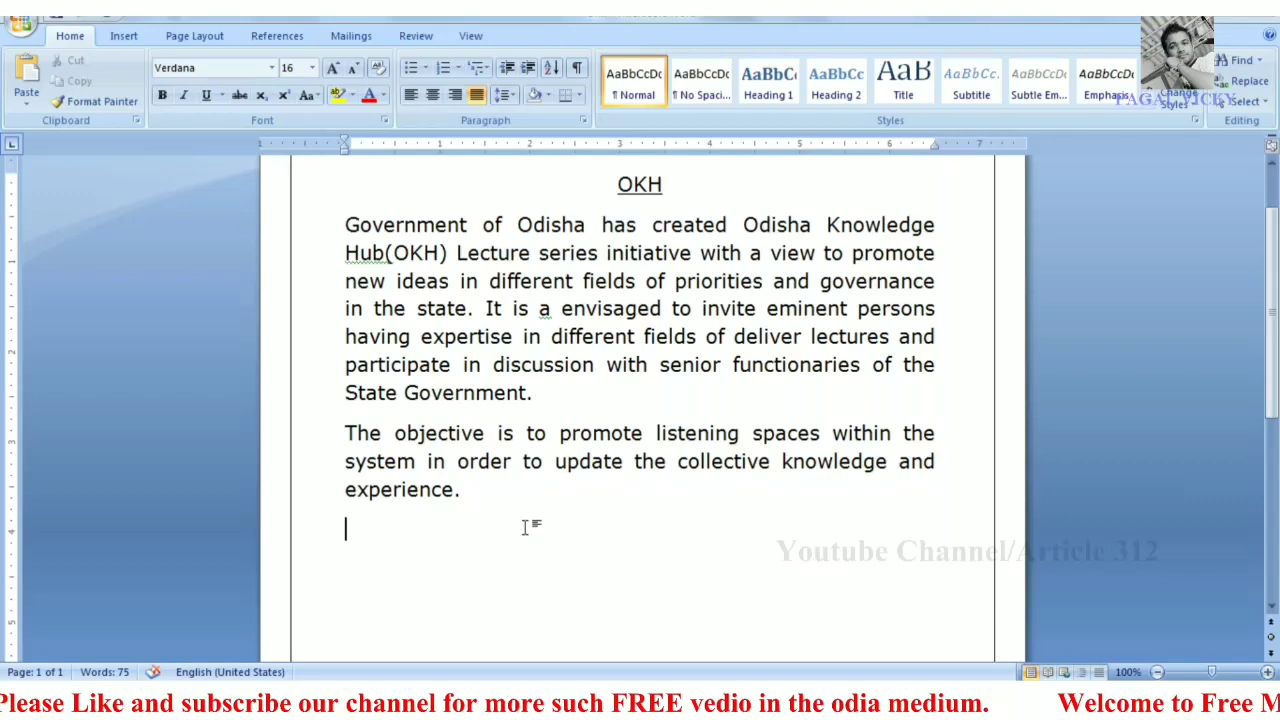 Home Insert Page Layout References Mailings Review View
Cut
Copy
Format Painter
Paste
Clipboard
Verdana 16
Font
Paragraph
AaBbCcDc AaBbCcDc AaBbC AaBbCc AaB AaBbCc. AaBbCcDc AaBbCcDc
¶ Normal ¶ No Spaci... Heading 1 Heading 2 Title Subtitle Subtle Em... Emphasis
Change Styles
Styles
Find
Replace
Select
Editing
PAGAL VICKY
OKH
Government of Odisha has created Odisha Knowledge
Hub(OKH) Lecture series initiative with a view to promote
new ideas in different fields of priorities and governance
in the state. It is a envisaged to invite eminent persons
having expertise in different fields of deliver lectures and
participate in discussion with senior functionaries of the
State Government.
The objective is to promote listening spaces within the
system in order to update the collective knowledge and
experience.
Youtube Channel/Article 312
Page: 1 of 1 Words: 75 English (United States) 100%
Please Like and subscribe our channel for more such FREE vedio in the odia medium. Welcome to Free M